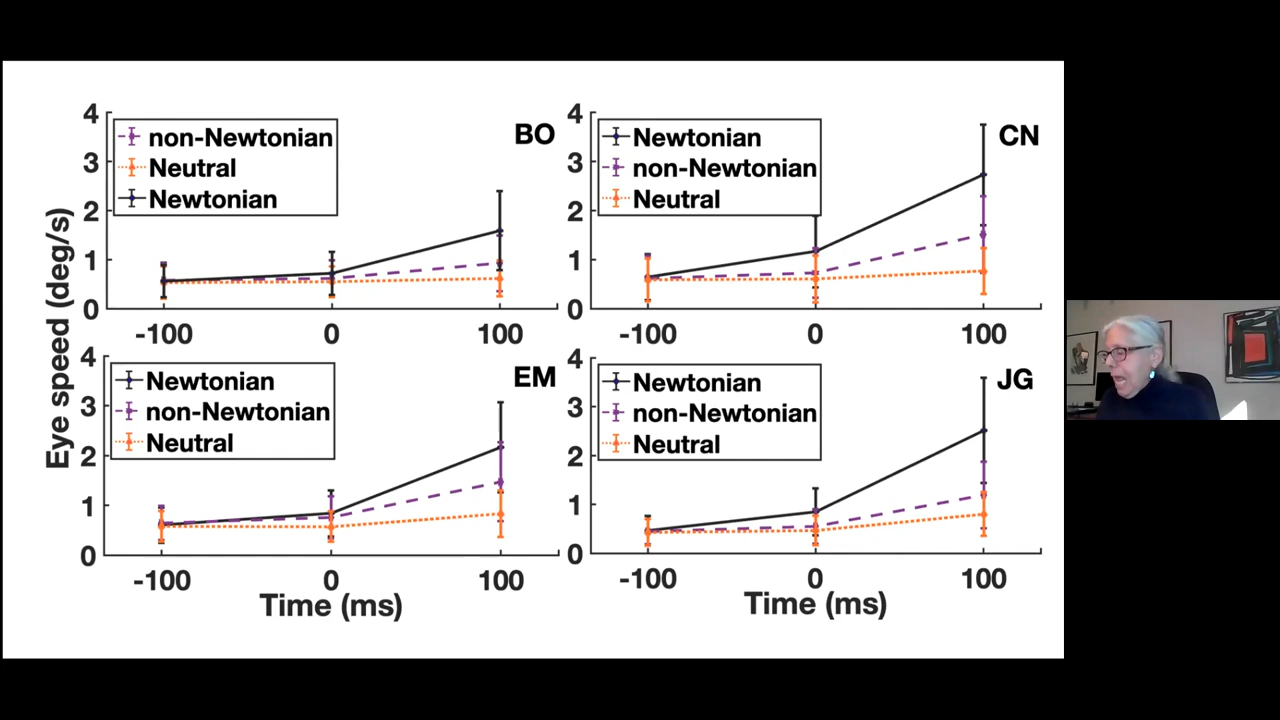 4
3
2
1
0
non-Newtonian
Neutral
Newtonian
BO
-100 0 100
4
3
2
1
0
Newtonian
non-Newtonian
Neutral
CN
-100 0 100
Eye speed (deg/s)
4
3
2
1
0
Newtonian
non-Newtonian
Neutral
EM
-100 0 100
Time (ms)
4
3
2
1
0
Newtonian
non-Newtonian
Neutral
JG
-100 0 100
Time (ms)